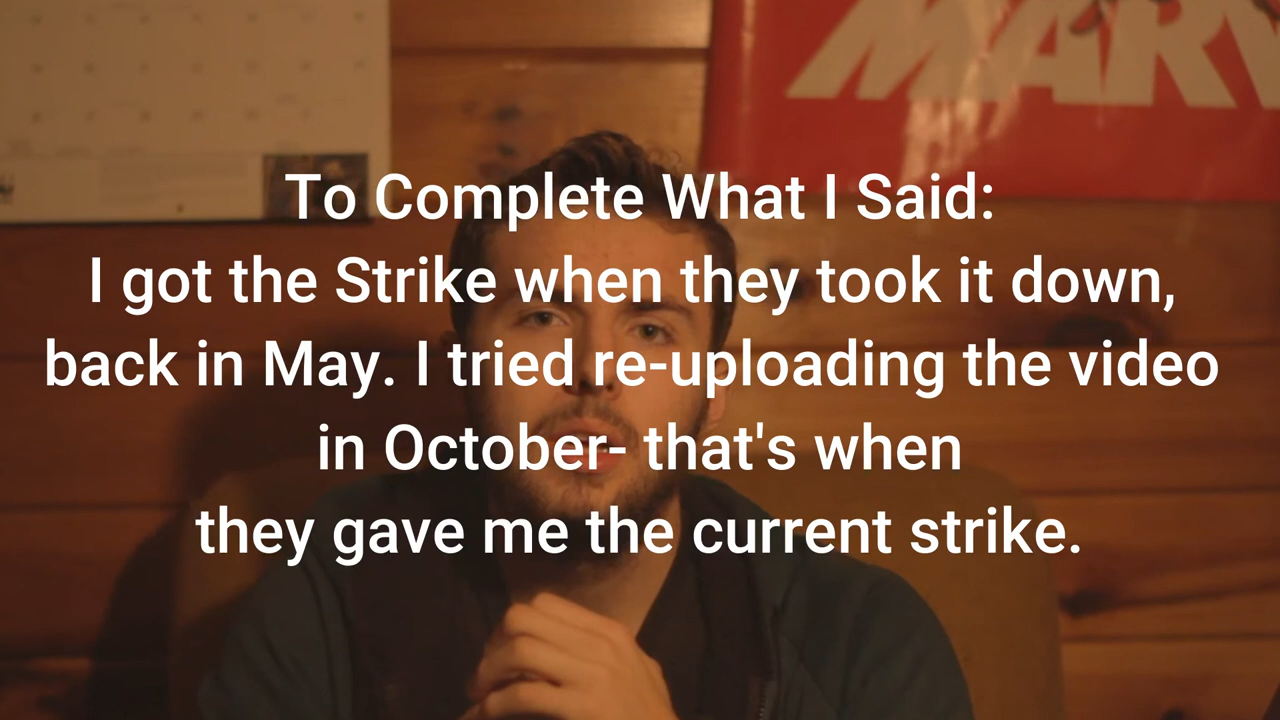 MARV
To Complete What I Said:
I got the Strike when they took it down,
back in May. I tried re-uploading the video
in October- that's when
they gave me the current strike.